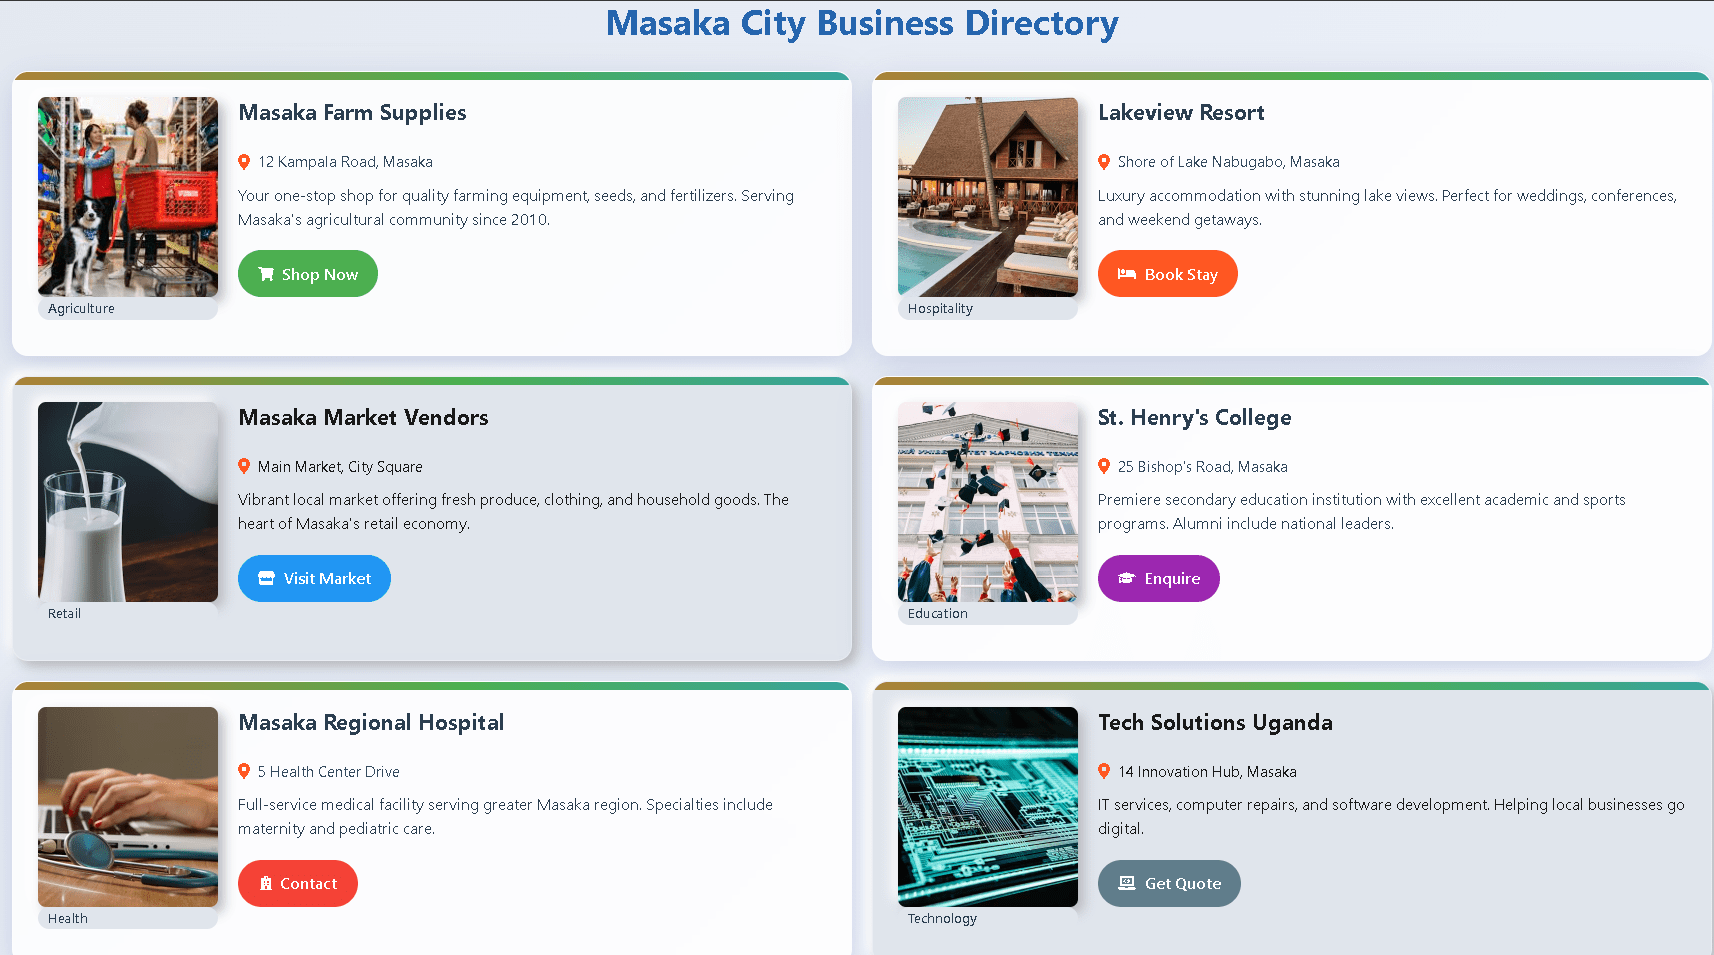 Masaka City Business Directory
Masaka Farm Supplies
12 Kampala Road, Masaka
Your one-stop shop for quality farming equipment, seeds, and fertilizers. Serving
Masaka's agricultural community since 2010.
Shop Now
Agriculture
Lakeview Resort
Shore of Lake Nabugabo, Masaka
Luxury accommodation with stunning lake views. Perfect for weddings, conferences,
and weekend getaways.
Book Stay
Hospitality
Masaka Market Vendors
Main Market, City Square
Vibrant local market offering fresh produce, clothing, and household goods. The
heart of Masaka's retail economy.
Visit Market
Retail
St. Henry's College
25 Bishop's Road, Masaka
Premiere secondary education institution with excellent academic and sports
programs. Alumni include national leaders.
Enquire
Education
Masaka Regional Hospital
5 Health Center Drive
Full-service medical facility serving greater Masaka region. Specialties include
maternity and pediatric care.
Contact
Health
Tech Solutions Uganda
14 Innovation Hub, Masaka
IT services, computer repairs, and software development. Helping local businesses go
digital.
Get Quote
Technology